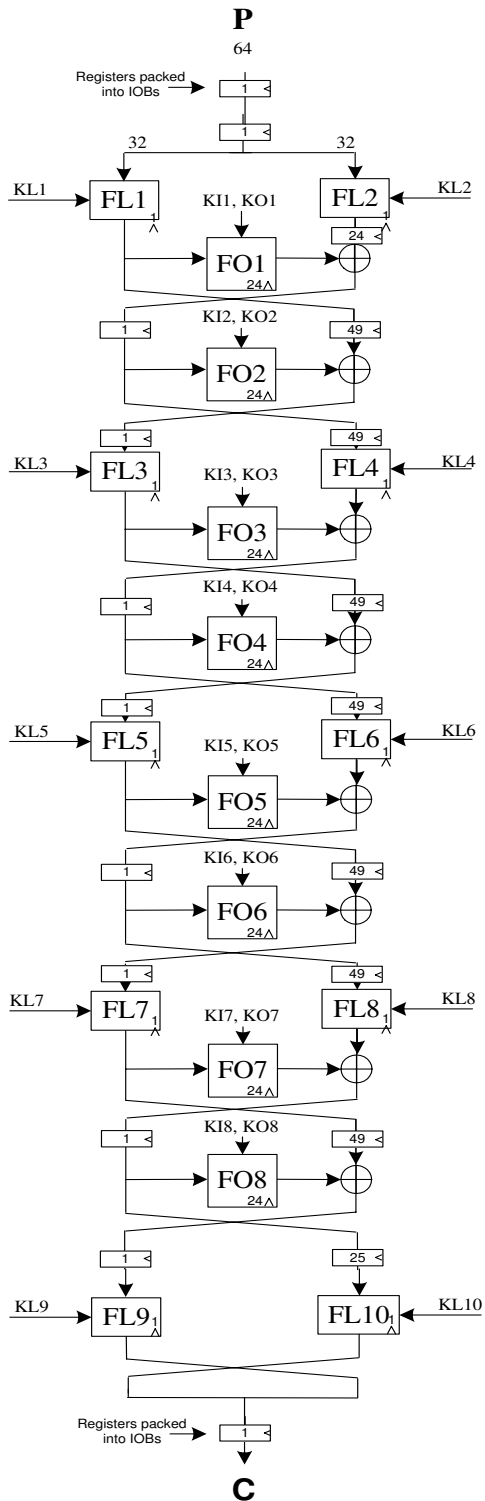 P
64
Registers packed
into IOBs
1
1
32 32
KL1 FL1 1 FL2 1 KL2
KI1, KO1
24
FO1
24
KI2, KO2
1 49
FO2
24
1 49
KL3 FL3 1 FL4 1 KL4
KI3, KO3
FO3
24
KI4, KO4
1 49
FO4
24
1 49
KL5 FL5 1 FL6 1 KL6
KI5, KO5
FO5
24
KI6, KO6
1 49
FO6
24
1 49
KL7 FL7 1 FL8 1 KL8
KI7, KO7
FO7
24
KI8, KO8
1 49
FO8
24
1 25
KL9 FL9 1 FL10 1 KL10
Registers packed
into IOBs
1
C